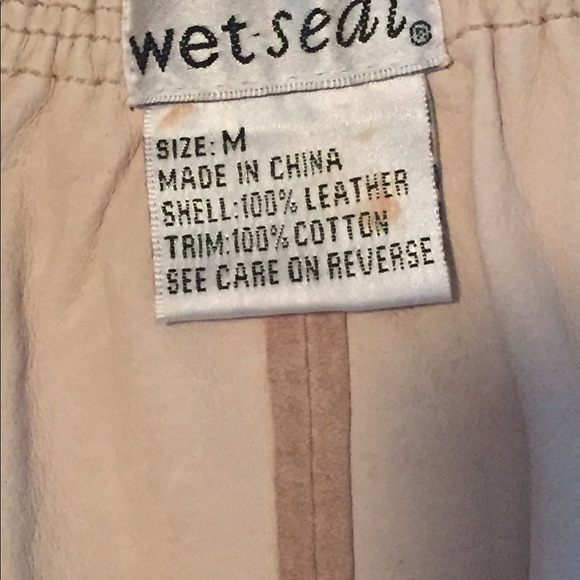 wet seal®
SIZE: M
MADE IN CHINA
SHELL:100% LEATHER
TRIM:100% COTTON
SEE CARE ON REVERSE